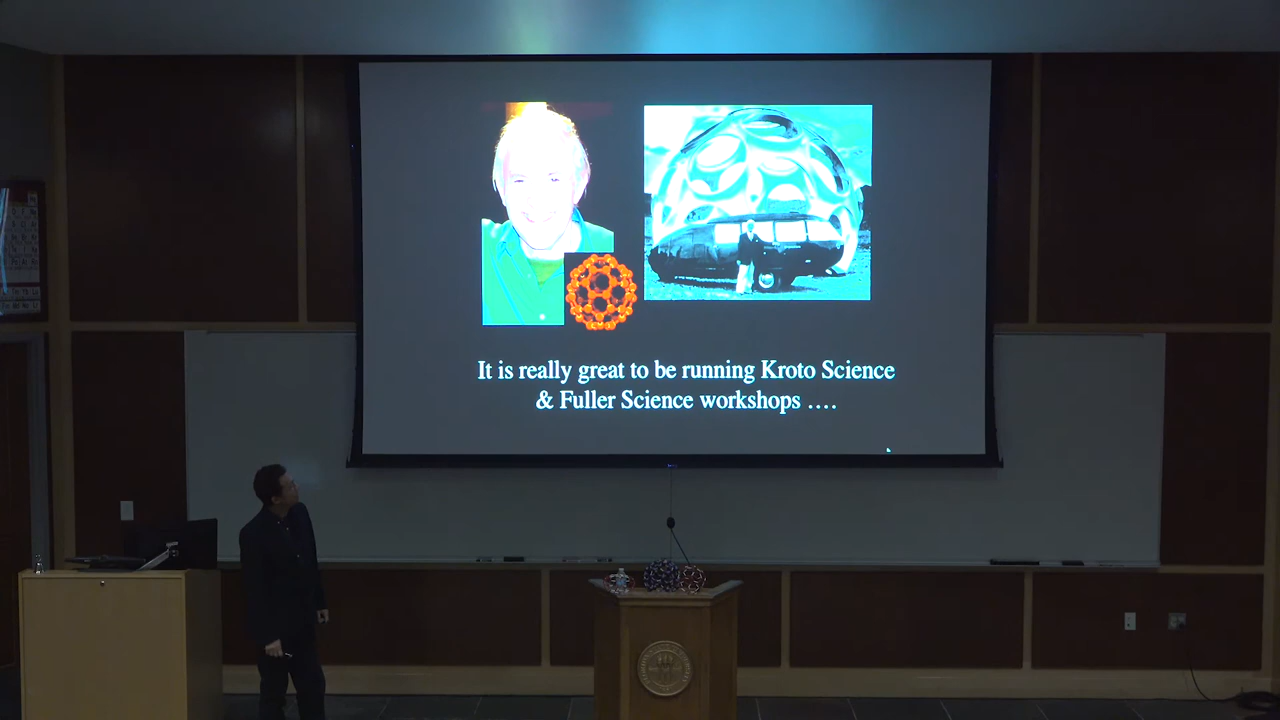 It is really great to be running Kroto Science
& Fuller Science workshops ….